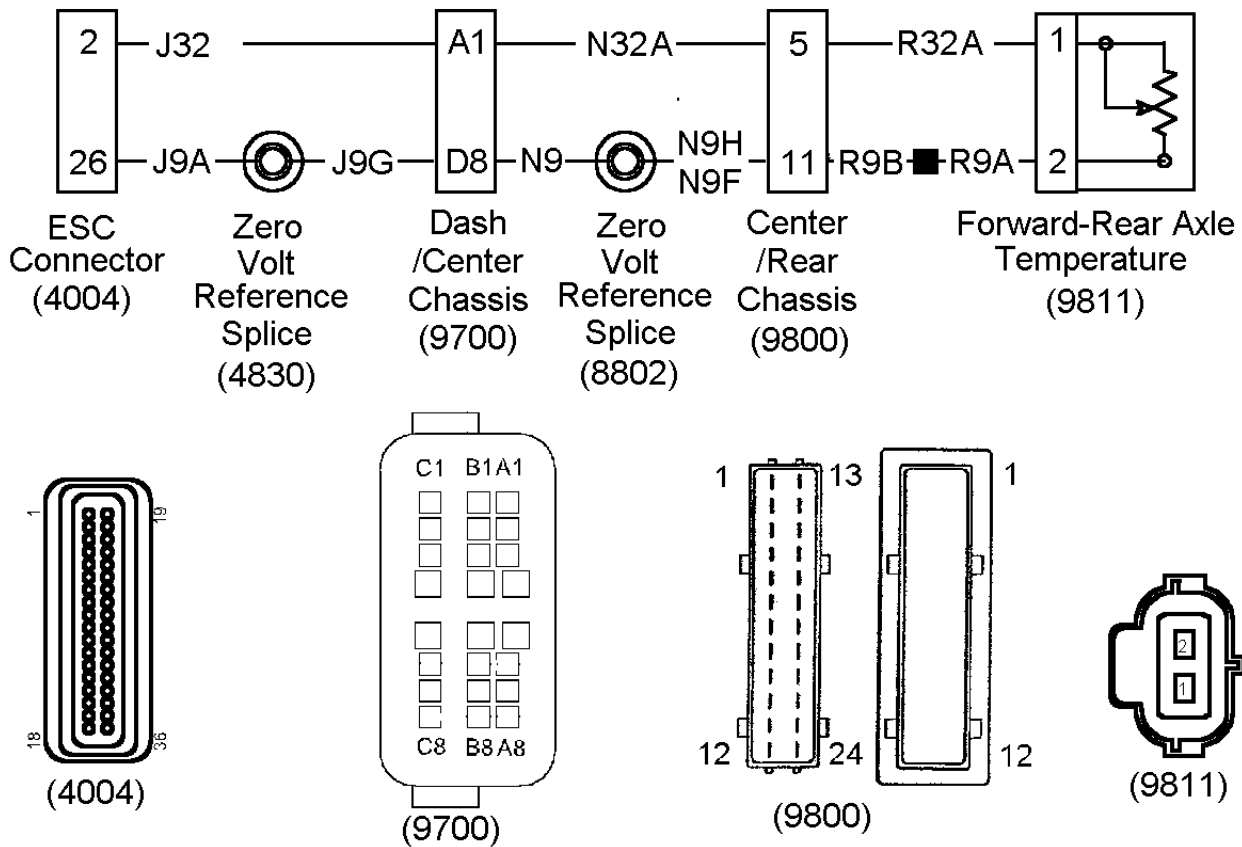 2 J32 A1 N32A 5 R32A 1
26 J9A J9G D8 N9 N9H 11 R9B R9A 2
N9F
ESC
Connector
(4004)
Zero
Volt
Reference
Splice
(4830)
Dash
/Center
Chassis
(9700)
Zero
Volt
Reference
Splice
(8802)
Center
/Rear
Chassis
(9800)
Forward-Rear Axle
Temperature
(9811)
1 19
18 36
(4004)
C1 B1 A1
C8 B8 A8
(9700)
1 13 1
12 24 12
(9800)
2
1
(9811)